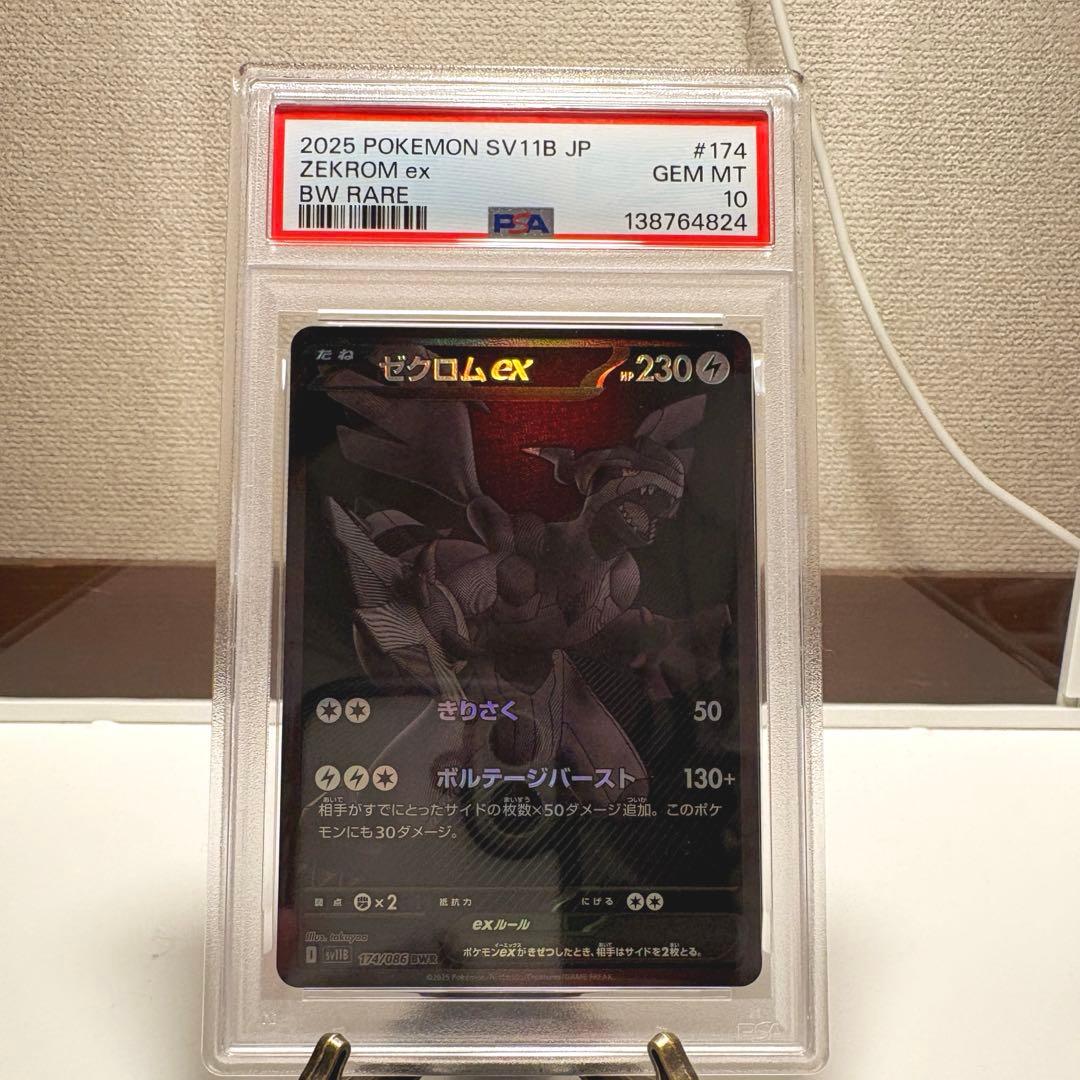 2025 POKEMON SV11B JP #174
ZEKROM ex GEM MT
BW RARE 10
PSA 138764824
たね ゼクロムex HP230
きりさく 50
ボルテージバースト 130+
相手がすでにとったサイドの枚数×50ダメージ追加。このポケ
モンにも30ダメージ。
弱点 ×2 抵抗力 にげる
exルール
ポケモンexがきぜつしたとき、相手はサイドを2枚とる。
Illus. takuyoa
I SV11B 174/086 BWR
©2025 Pokémon/Nintendo/Creatures/GAME FREAK
PSA